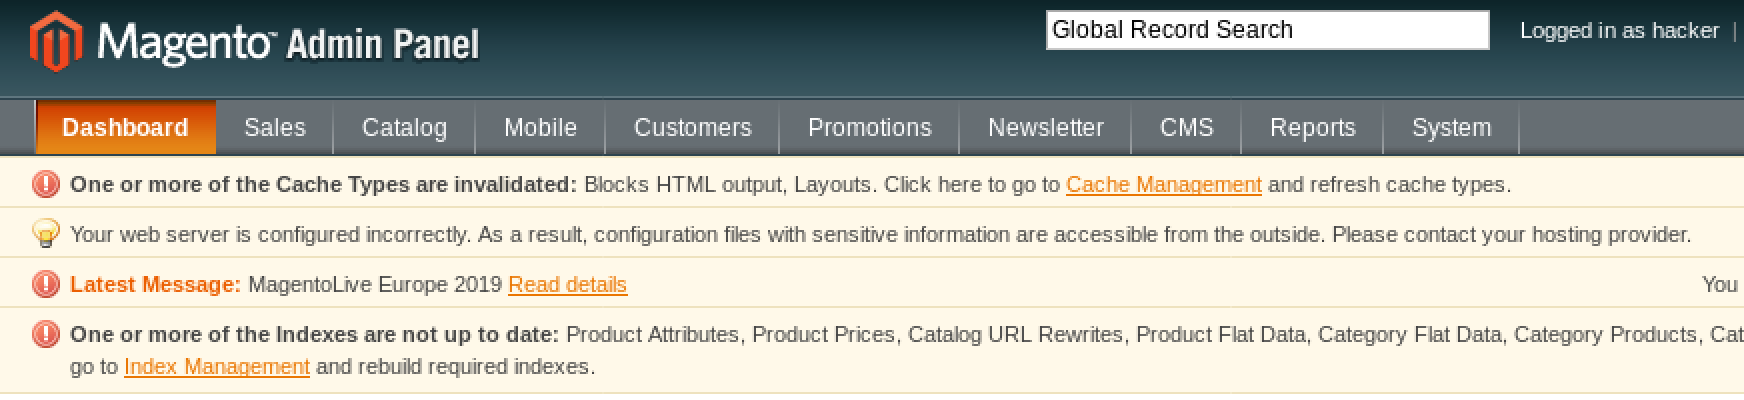 Magento™ Admin Panel
Global Record Search
Logged in as hacker |
Dashboard
Sales
Catalog
Mobile
Customers
Promotions
Newsletter
CMS
Reports
System
One or more of the Cache Types are invalidated: Blocks HTML output, Layouts. Click here to go to Cache Management and refresh cache types.
Your web server is configured incorrectly. As a result, configuration files with sensitive information are accessible from the outside. Please contact your hosting provider.
Latest Message: MagentoLive Europe 2019 Read details
You
One or more of the Indexes are not up to date: Product Attributes, Product Prices, Catalog URL Rewrites, Product Flat Data, Category Flat Data, Category Products, Cat
go to Index Management and rebuild required indexes.